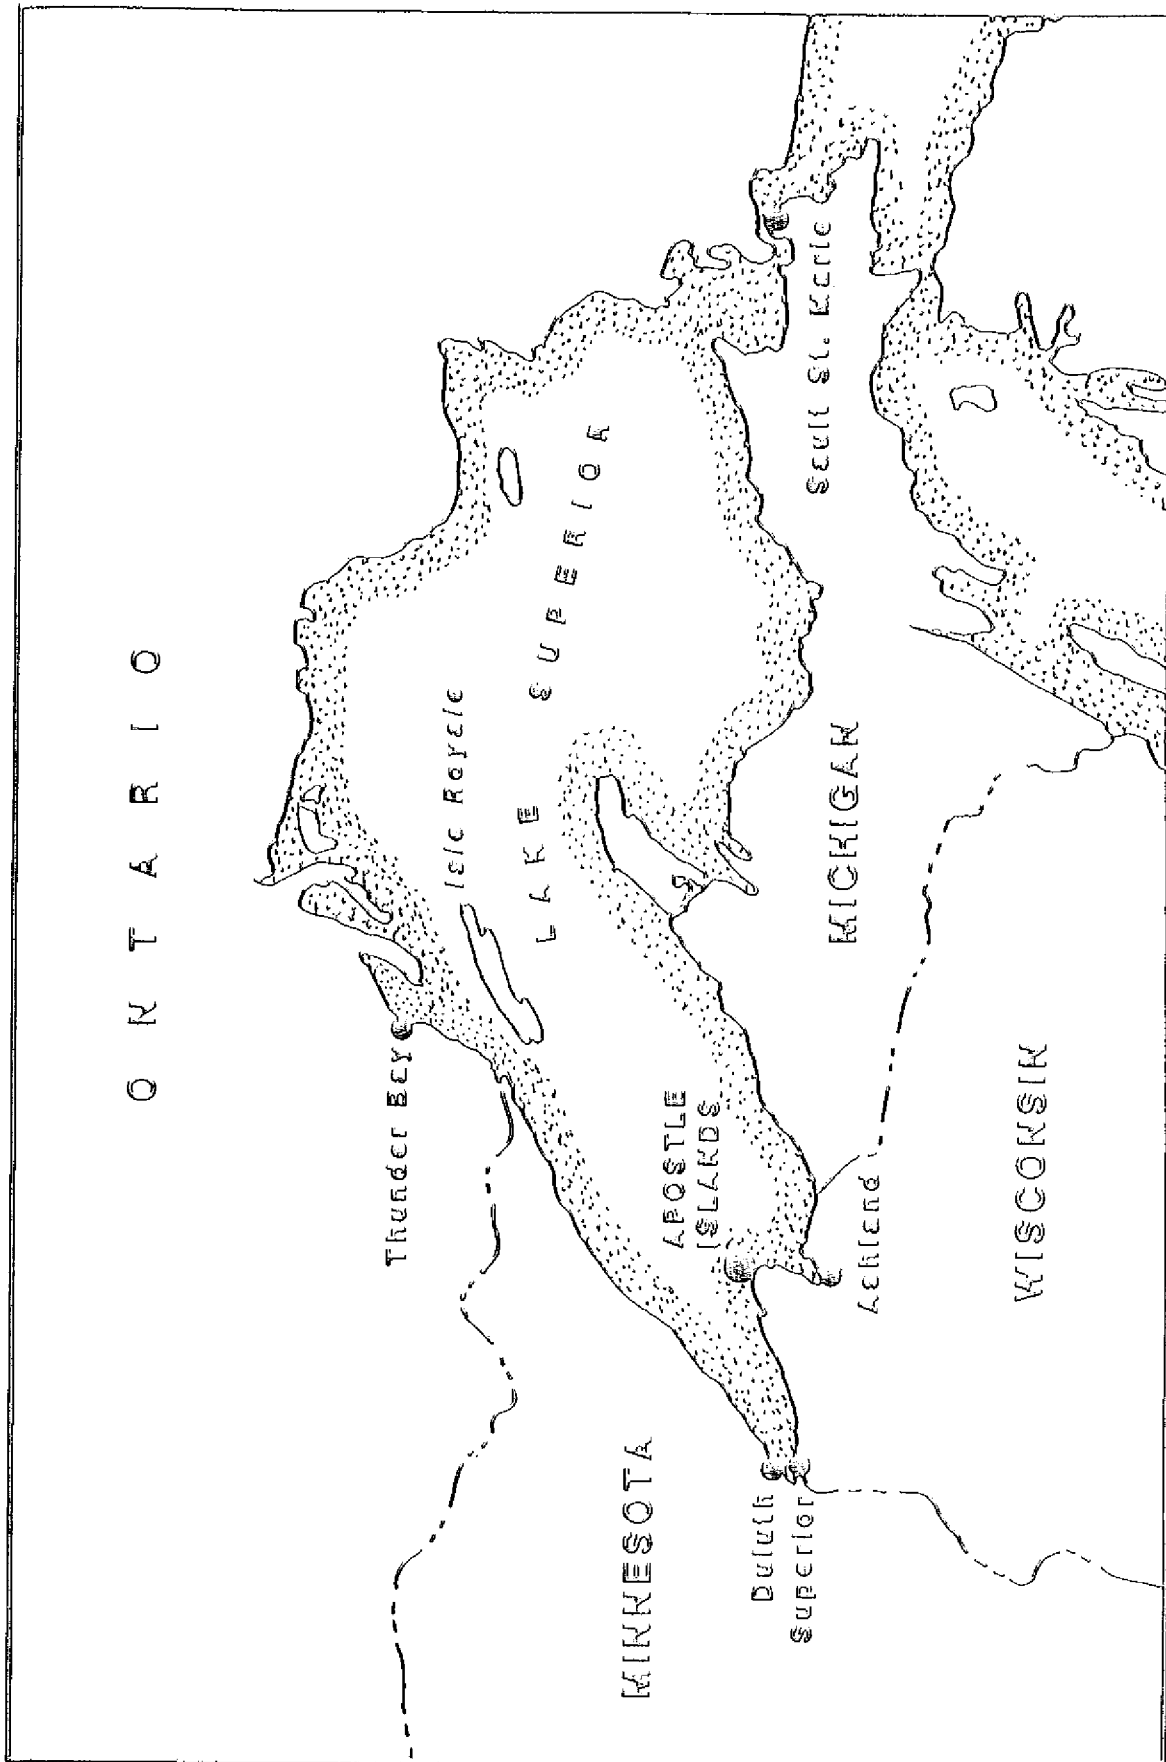 ONTARIO
Thunder Bay
Isle Royale
LAKE SUPERIOR
MINNESOTA
APOSTLE
ISLANDS
Duluth
Superior
Ashland
Sault St. Marie
MICHIGAN
WISCONSIN